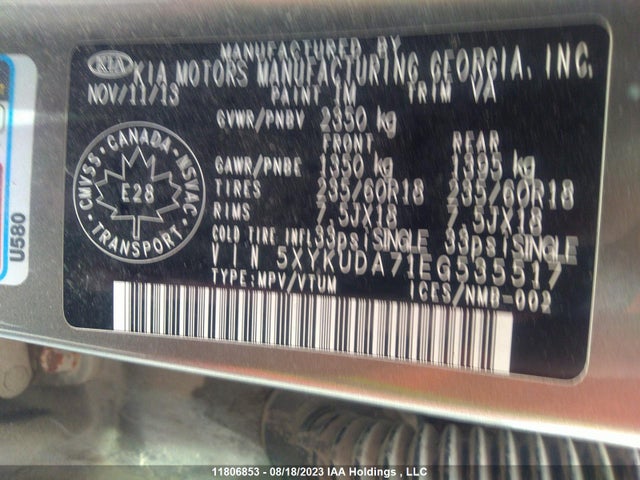 MANUFACTURED BY
KIA KIA MOTORS MANUFACTURING GEORGIA, INC.
NOV/11/13 PAINT 1M TRIM VA
GVWR/PNBV 2350 kg
FRONT REAR
GAWR/PNBE 1350 kg 1395 kg
TIRES 235/60R18 235/60R18
RIMS 7.5JX18 7.5JX18
COLD TIRE INFL 33psi SINGLE 33psi SINGLE
VIN 5XYKUDA71EG535517
TYPE:MPV/VTUM ICES/NMB-002
CANADA
CMVSS NSVAC
E28
TRANSPORT
U580
11806853 - 08/18/2023 IAA Holdings , LLC